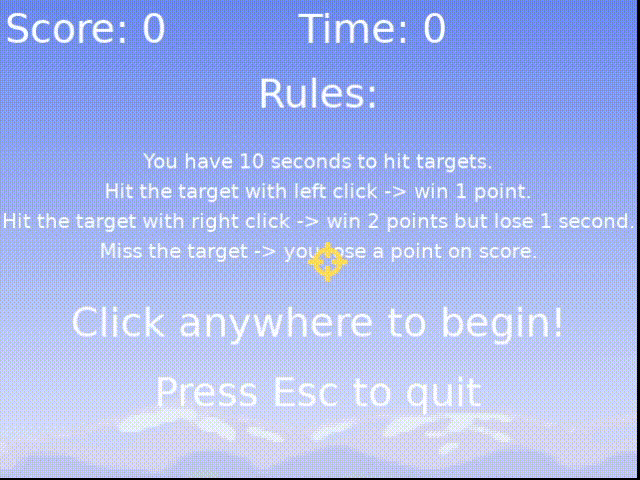 Score: 0 Time: 0
Rules:
You have 10 seconds to hit targets.
Hit the target with left click -> win 1 point.
Hit the target with right click -> win 2 points but lose 1 second.
Miss the target -> you lose a point on score.
Click anywhere to begin!
Press Esc to quit